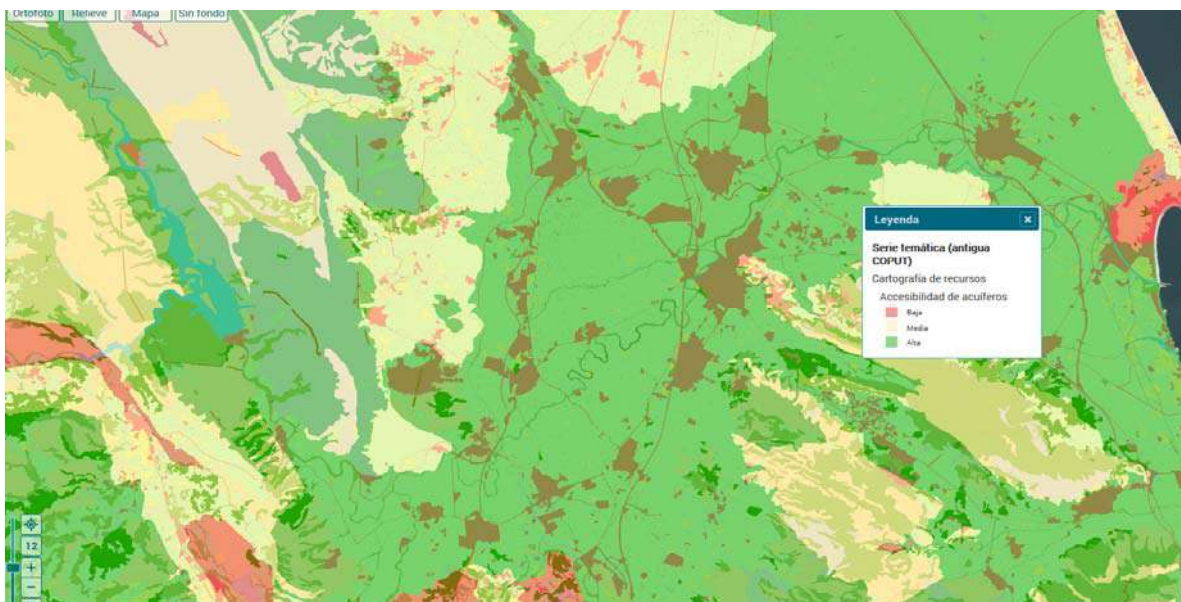 Ortofoto Relieve Mapa Sin fondo
Leyenda ×
Serie temática (antigua
COPUT)
Cartografía de recursos
Accesibilidad de acuíferos
Baja
Media
Alta
12
+
−